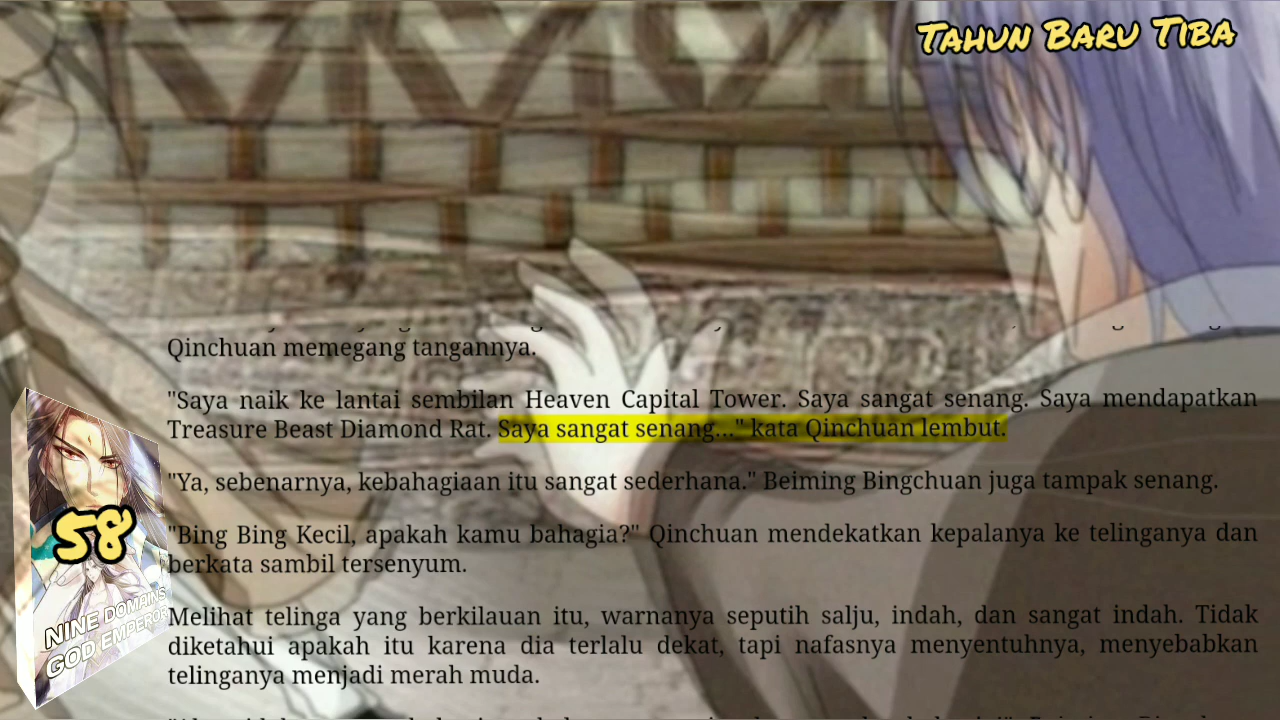 Tahun Baru Tiba
Qinchuan memegang tangannya.
"Saya naik ke lantai sembilan Heaven Capital Tower. Saya sangat senang. Saya mendapatkan
Treasure Beast Diamond Rat. Saya sangat senang..." kata Qinchuan lembut.
"Ya, sebenarnya, kebahagiaan itu sangat sederhana." Beiming Bingchuan juga tampak senang.
"Bing Bing Kecil, apakah kamu bahagia?" Qinchuan mendekatkan kepalanya ke telinganya dan
berkata sambil tersenyum.
Melihat telinga yang berkilauan itu, warnanya seputih salju, indah, dan sangat indah. Tidak
diketahui apakah itu karena dia terlalu dekat, tapi nafasnya menyentuhnya, menyebabkan
telinganya menjadi merah muda.
58
NINE DOMAINS
GOD EMPEROR